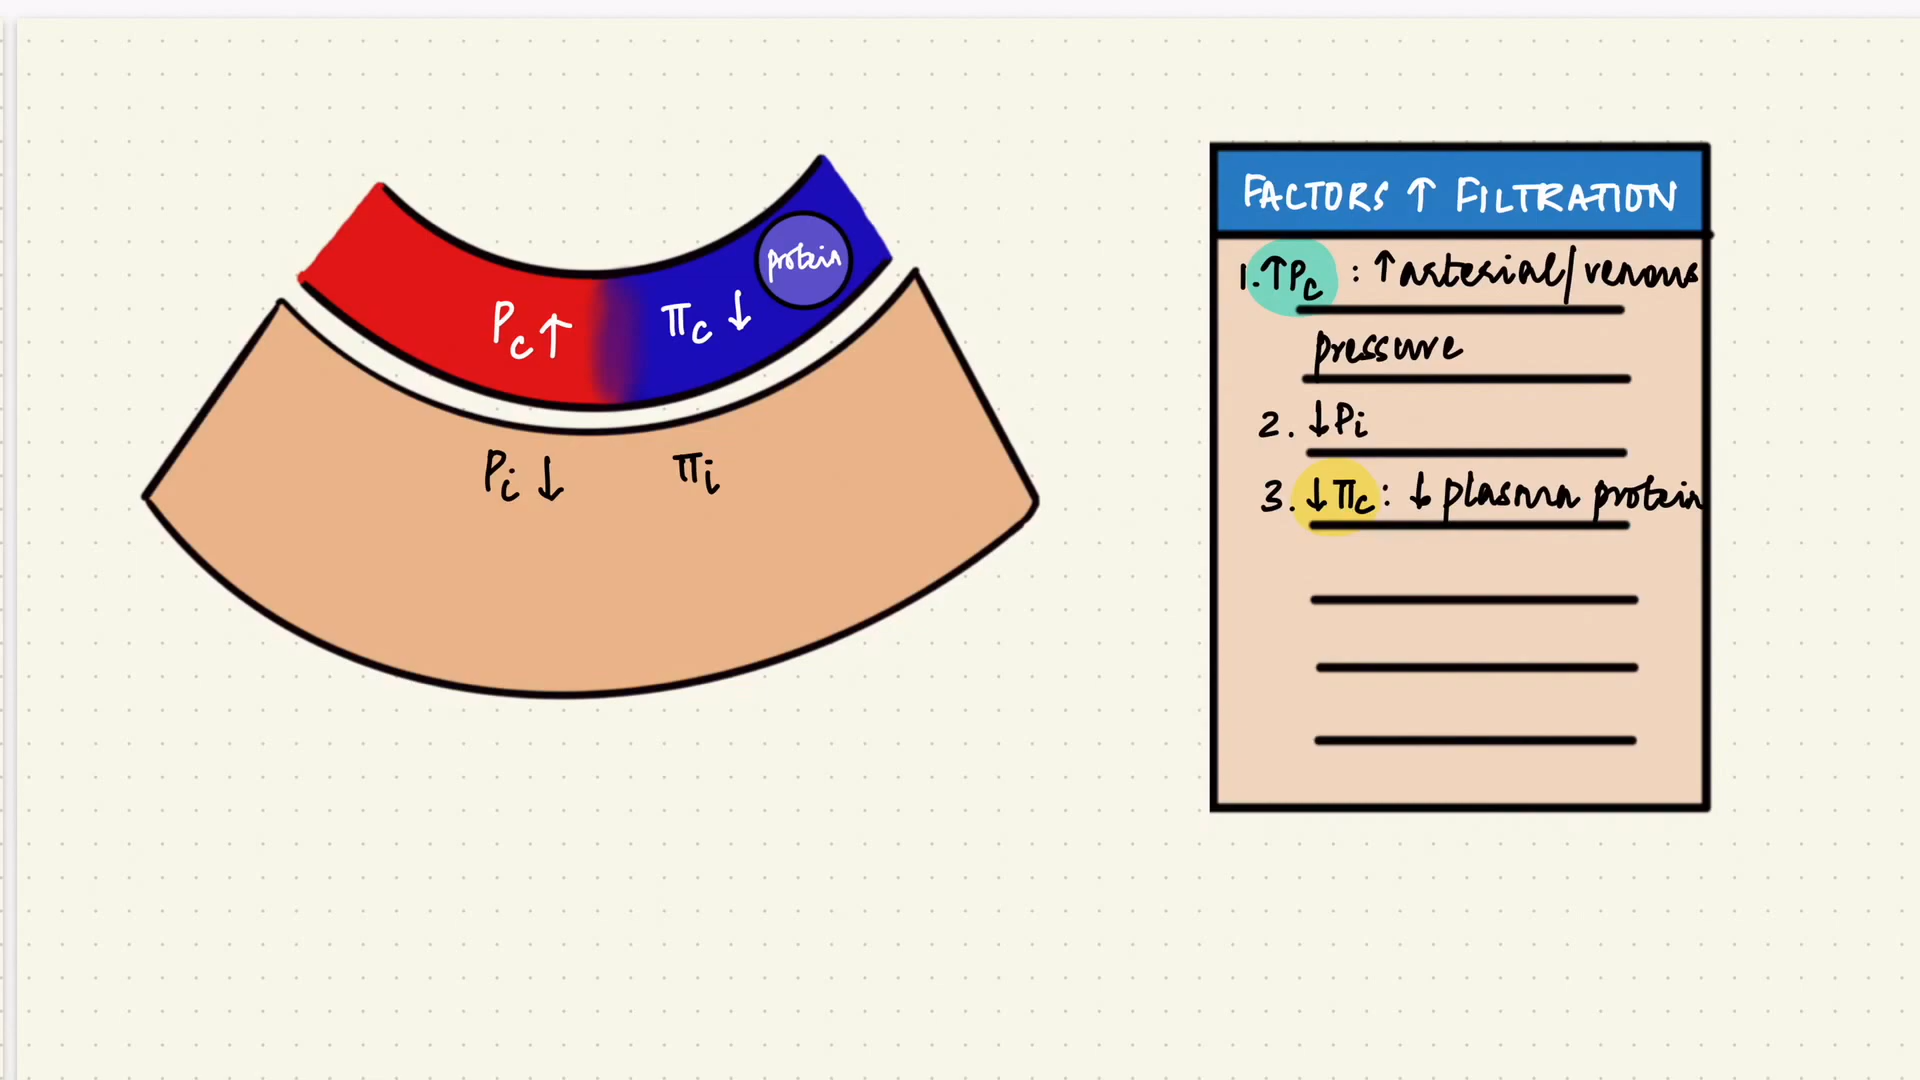 protein
Pc↑
πc↓
Pi↓
πi
FACTORS ↑ FILTRATION
1. ↑Pc : ↑arterial/venous
pressure
2. ↓Pi
3. ↓πc : ↓ plasma protein